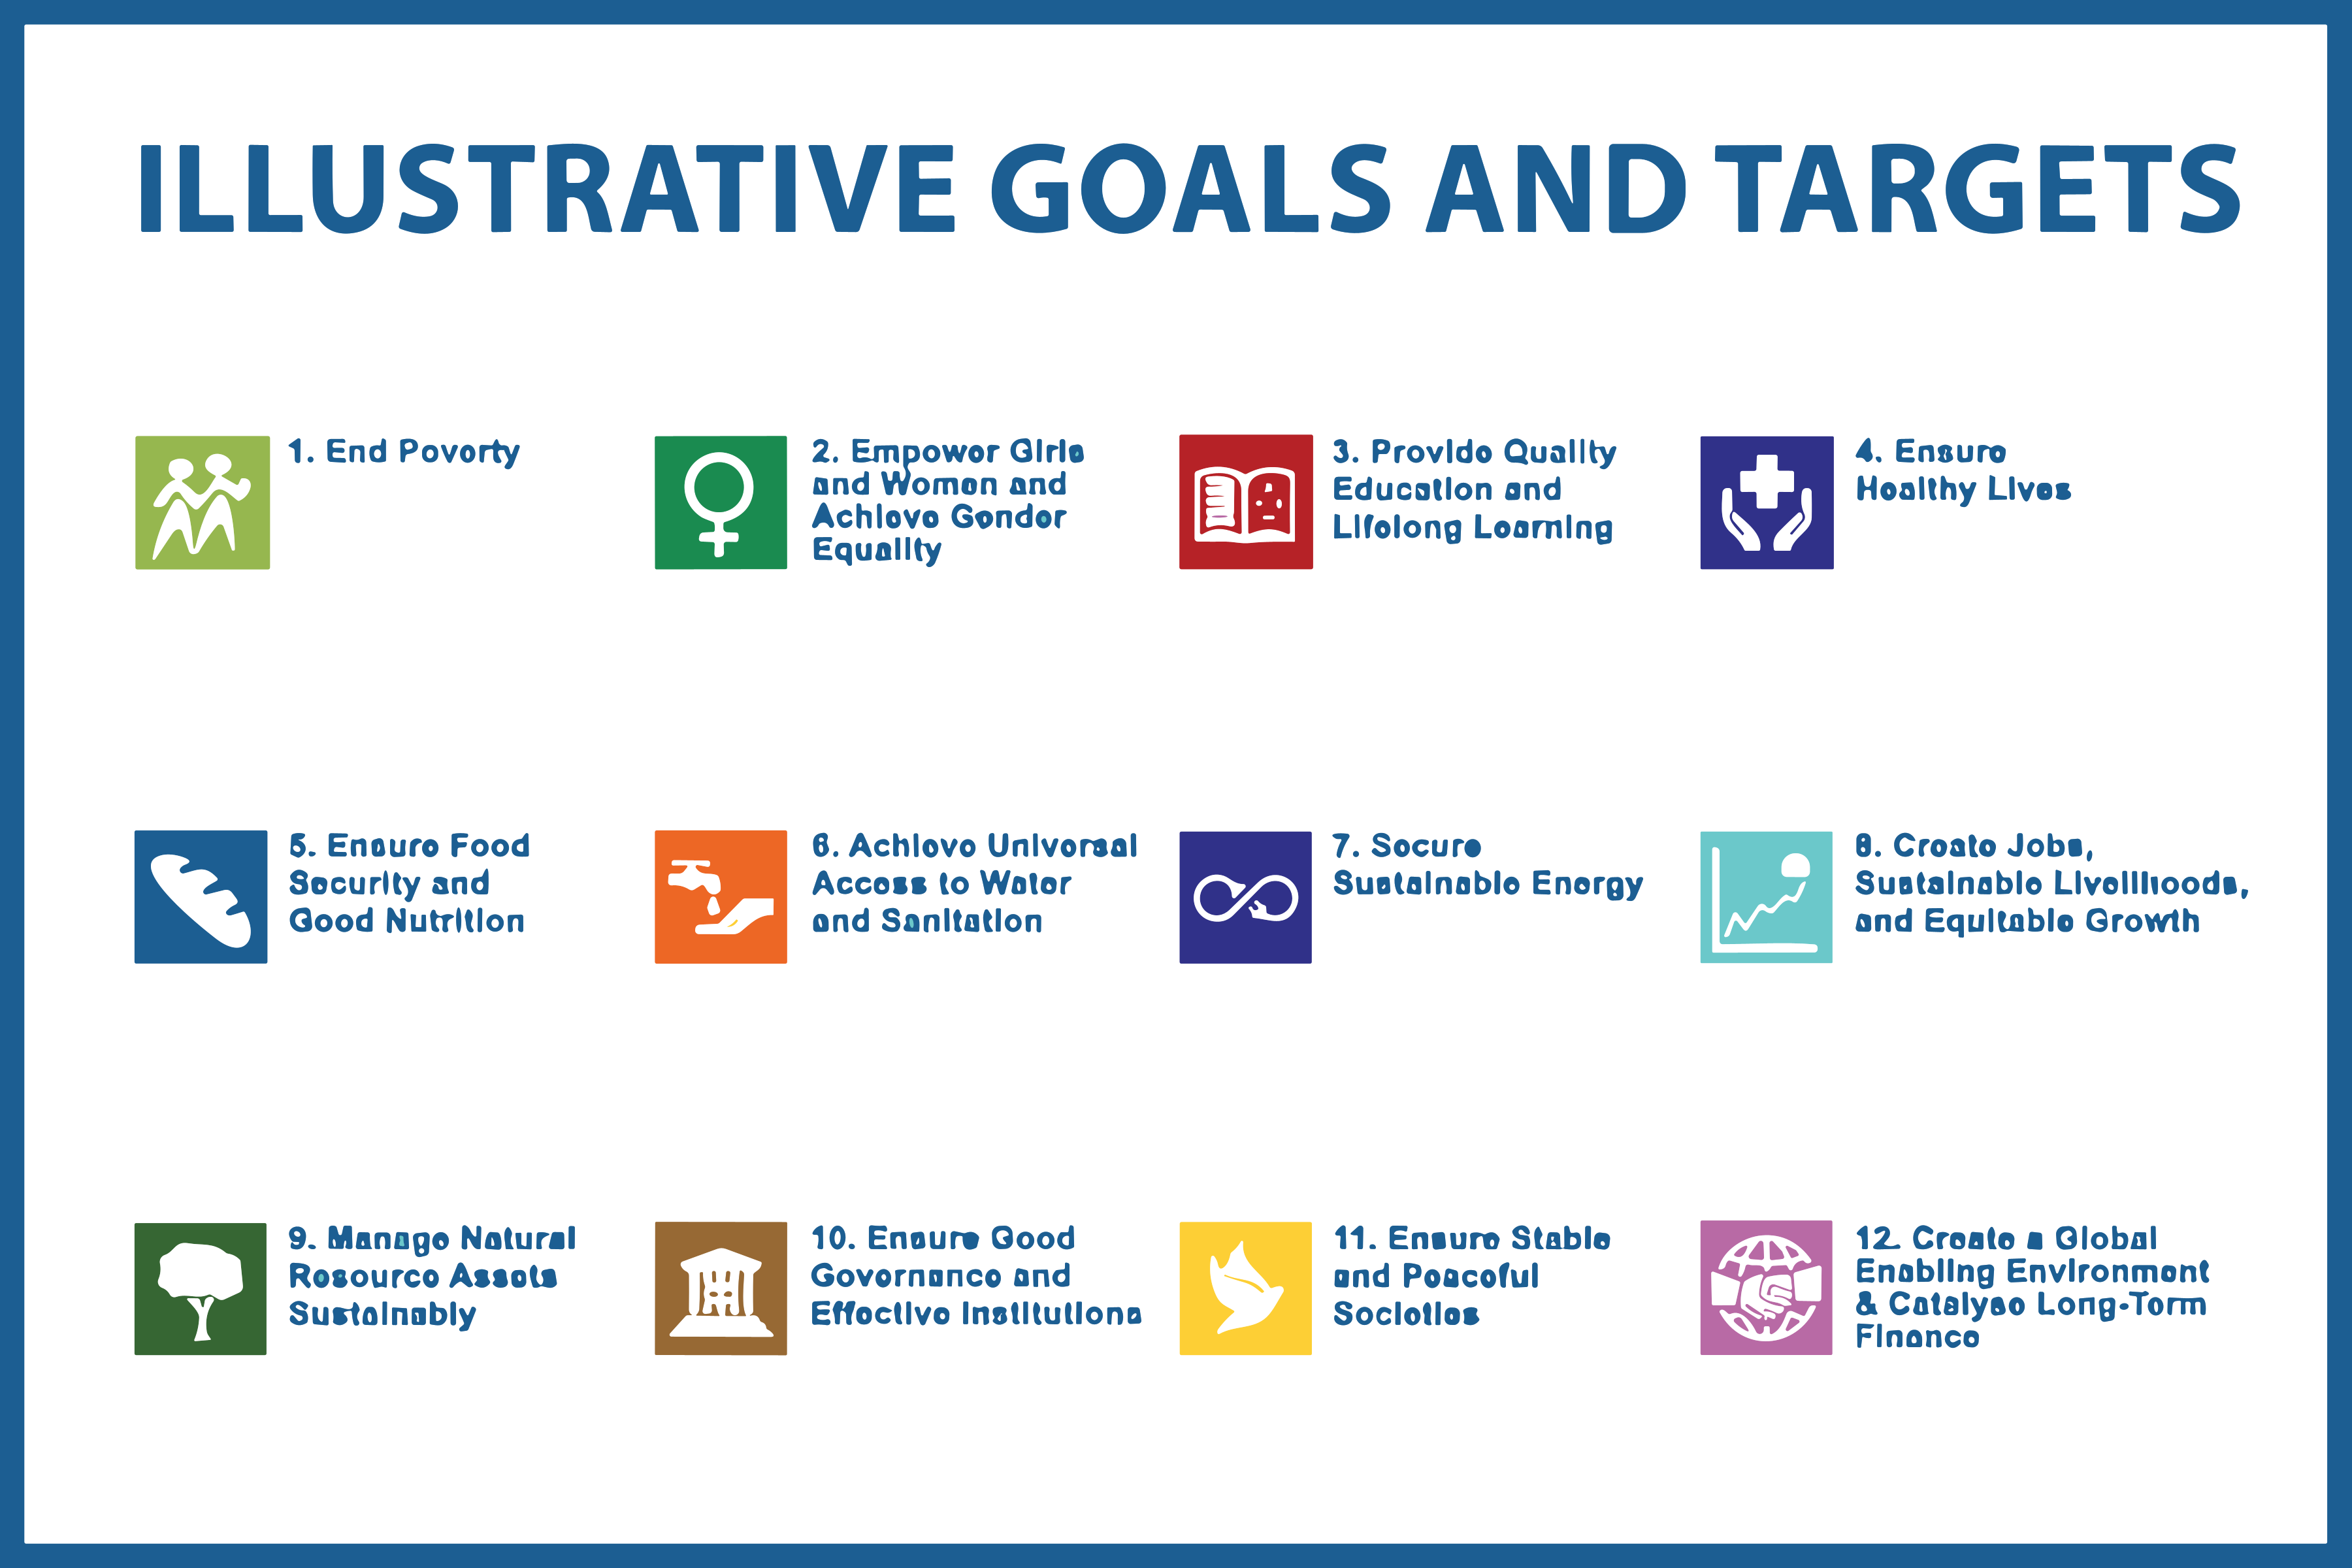 ILLUSTRATIVE GOALS AND TARGETS
1. End Poverty
2. Empower Girls
and Women and
Achieve Gender
Equality
3. Provide Quality
Education and
Lifelong Learning
4. Ensure
Healthy Lives
5. Ensure Food
Security and
Good Nutrition
6. Achieve Universal
Access to Water
and Sanitation
7. Secure
Sustainable Energy
8. Create Jobs,
Sustainable Livelihoods,
and Equitable Growth
9. Manage Natural
Resource Assets
Sustainably
10. Ensure Good
Governance and
Effective Institutions
11. Ensure Stable
and Peaceful
Societies
12. Create a Global
Enabling Environment
& Catalyse Long-Term
Finance